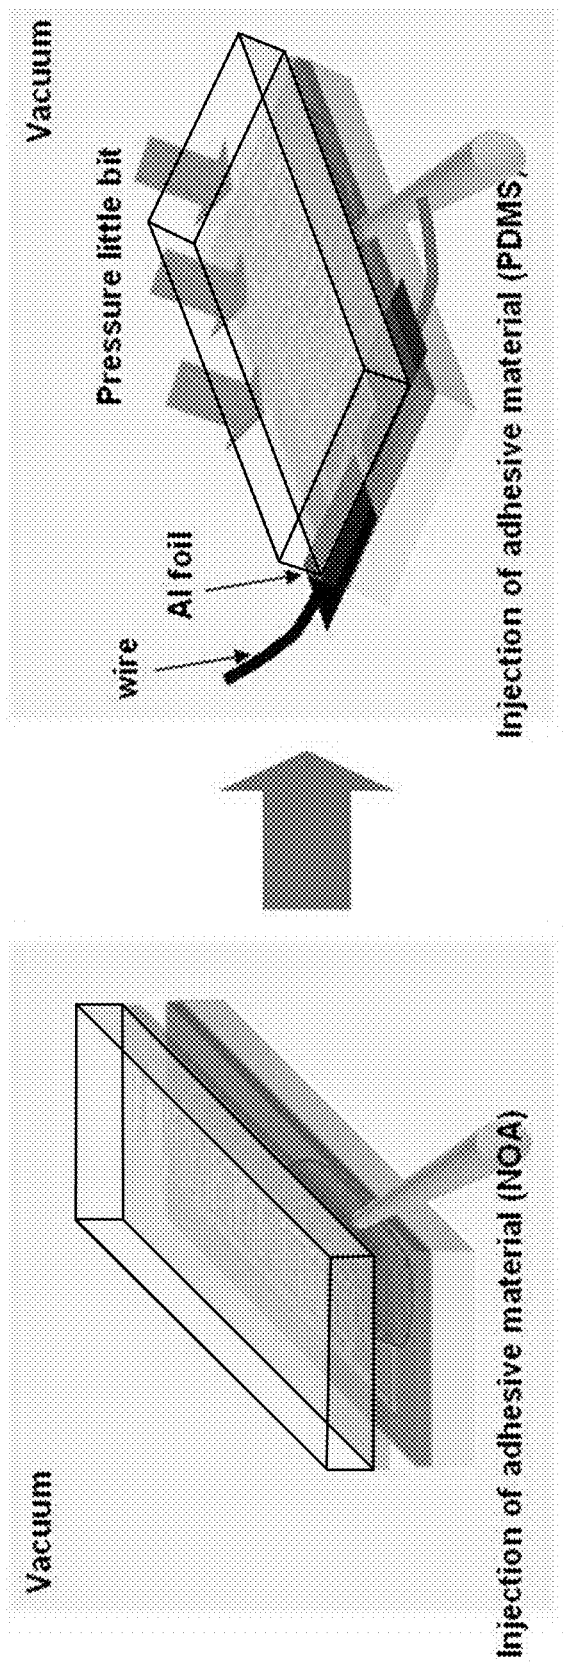 Vacuum
Injection of adhesive material (NOA)
Vacuum
Pressure little bit
wire
Al foil
Injection of adhesive material (PDMS)